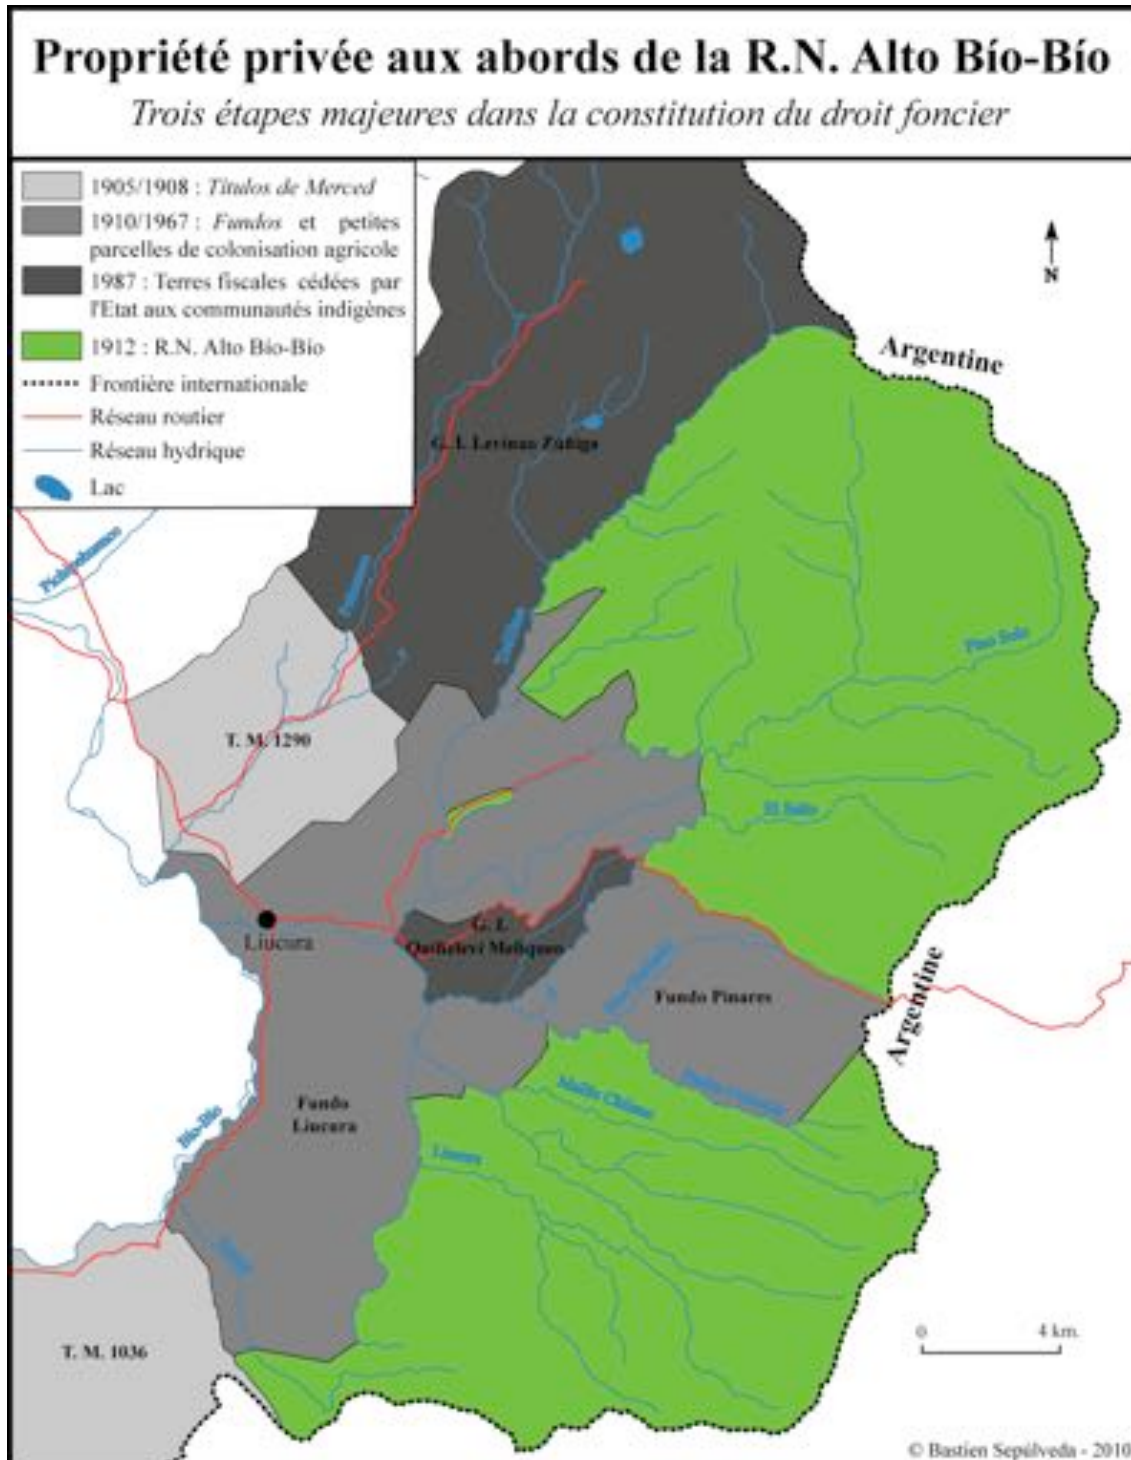 Propriété privée aux abords de la R.N. Alto Bío-Bío
Trois étapes majeures dans la constitution du droit foncier
1905/1908 : Títulos de Merced
1910/1967 : Fundos et petites
parcelles de colonisation agricole
1987 : Terres fiscales cédées par
l'Etat aux communautés indigènes
1912 : R.N. Alto Bío-Bío
Frontière internationale
Réseau routier
Réseau hydrique
Lac
N
Argentine
G. I. Levinao Zúñiga
Pino Solo
T. M. 1290
El Salto
Liucura
G. I.
Fundo Pinares
Argentine
Fundo
Liucura
Bío-Bío
Liucura
T. M. 1036
0
4 km.
© Bastien Sepúlveda - 2010